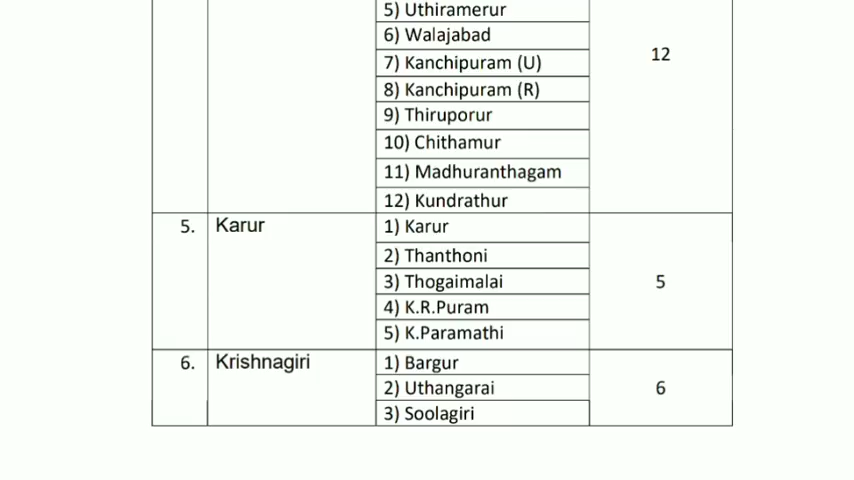 5) Uthiramerur
6) Walajabad
7) Kanchipuram (U)
8) Kanchipuram (R)
9) Thiruporur
10) Chithamur
11) Madhuranthagam
12) Kundrathur
12
5. Karur
1) Karur
2) Thanthoni
3) Thogaimalai
4) K.R.Puram
5) K.Paramathi
5
6. Krishnagiri
1) Bargur
2) Uthangarai
3) Soolagiri
6